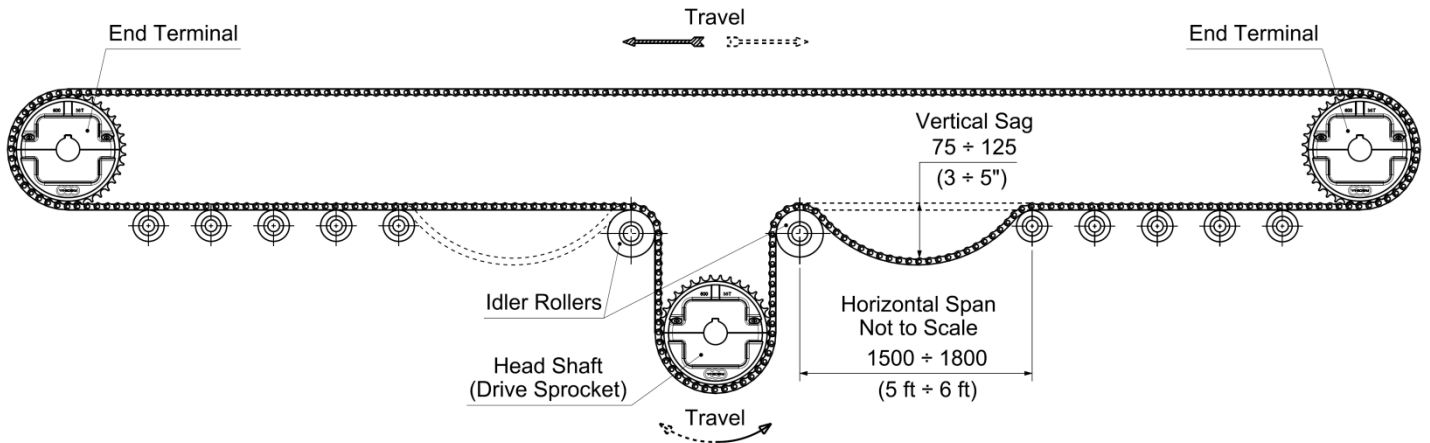 Travel
End Terminal
End Terminal
Vertical Sag
75 ÷ 125
(3 ÷ 5")
Idler Rollers
Horizontal Span
Not to Scale
1500 ÷ 1800
(5 ft ÷ 6 ft)
Head Shaft
(Drive Sprocket)
Travel